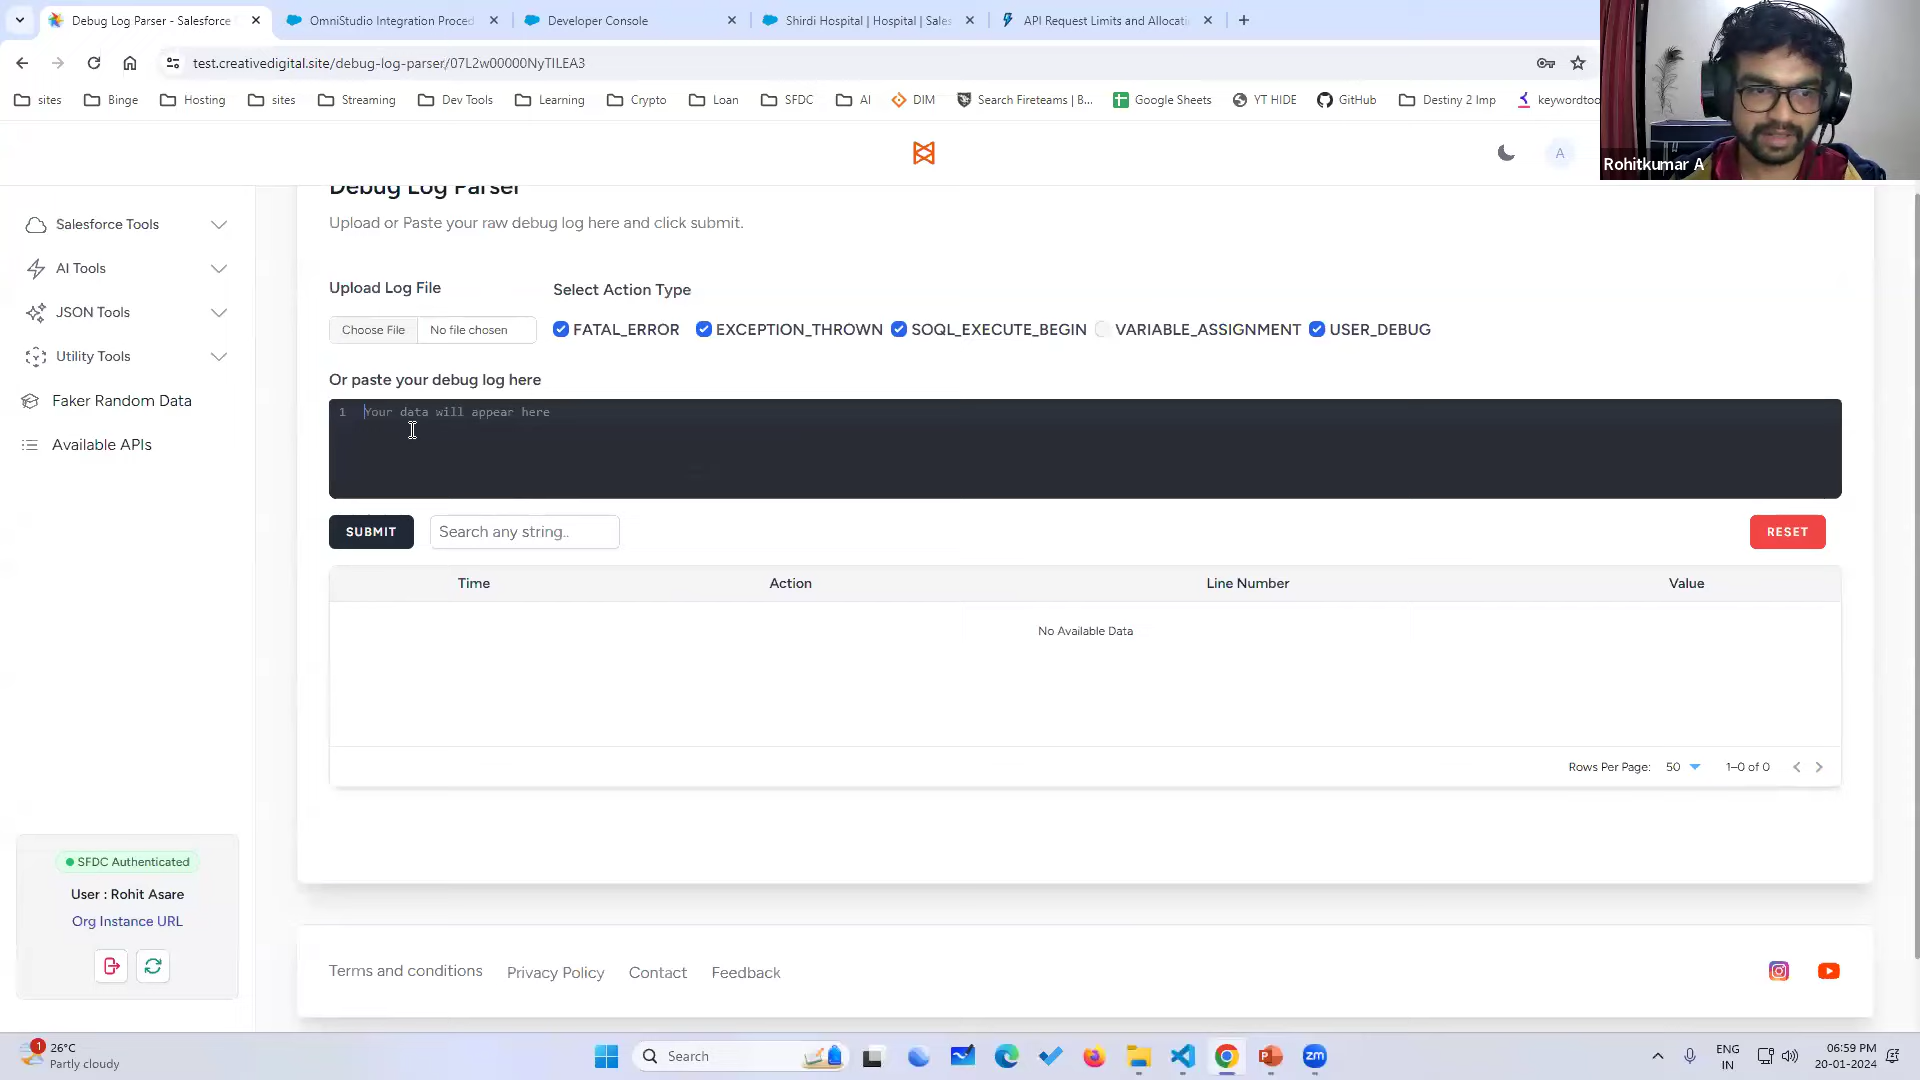 Debug Log Parser - Salesforce
OmniStudio Integration Proced
Developer Console
Shirdi Hospital | Hospital | Sales
API Request Limits and Allocati
test.creativedigital.site/debug-log-parser/07L2w00000NyTILEA3
sites
Binge
Hosting
sites
Streaming
Dev Tools
Learning
Crypto
Loan
SFDC
AI
DIM
Search Fireteams | B...
Google Sheets
YT HIDE
GitHub
Destiny 2 Imp
keywordtoo
Rohitkumar A
A
Salesforce Tools
AI Tools
JSON Tools
Utility Tools
Faker Random Data
Available APIs
Debug Log Parser
Upload or Paste your raw debug log here and click submit.
Upload Log File
Select Action Type
Choose File No file chosen
FATAL_ERROR EXCEPTION_THROWN SOQL_EXECUTE_BEGIN VARIABLE_ASSIGNMENT USER_DEBUG
Or paste your debug log here
1 Your data will appear here
SUBMIT
Search any string..
RESET
Time Action Line Number Value
No Available Data
Rows Per Page: 50 1–0 of 0
SFDC Authenticated
User : Rohit Asare
Org Instance URL
Terms and conditions Privacy Policy Contact Feedback
1
26°C
Partly cloudy
Search
zm
ENG
IN
06:59 PM
20-01-2024